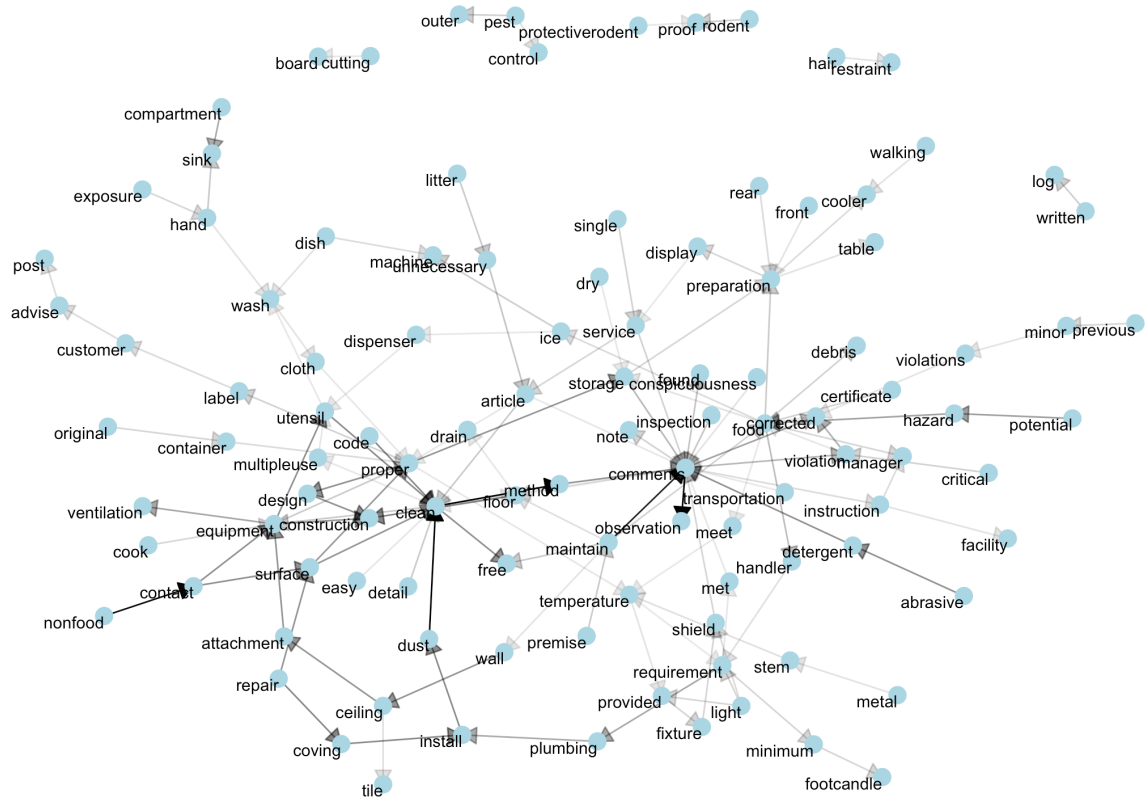 outer
pest
protective
rodent
proof
rodent
control
board
cutting
hair
restraint
compartment
sink
exposure
hand
litter
walking
rear
cooler
front
log
written
single
dish
machine
unnecessary
display
table
post
preparation
dry
advise
wash
dispenser
ice
service
minor
previous
customer
debris
violations
cloth
storage
found
conspicuousness
certificate
label
article
utensil
original
code
drain
note
inspection
food
corrected
hazard
potential
container
multipleuse
proper
comments
violation
manager
critical
design
method
floor
transportation
ventilation
clean
instruction
equipment
construction
observation
meet
cook
maintain
detergent
facility
surface
free
handler
contact
easy
detail
met
abrasive
nonfood
temperature
attachment
dust
premise
shield
wall
stem
repair
requirement
metal
provided
ceiling
light
fixture
coving
install
plumbing
minimum
tile
footcandle